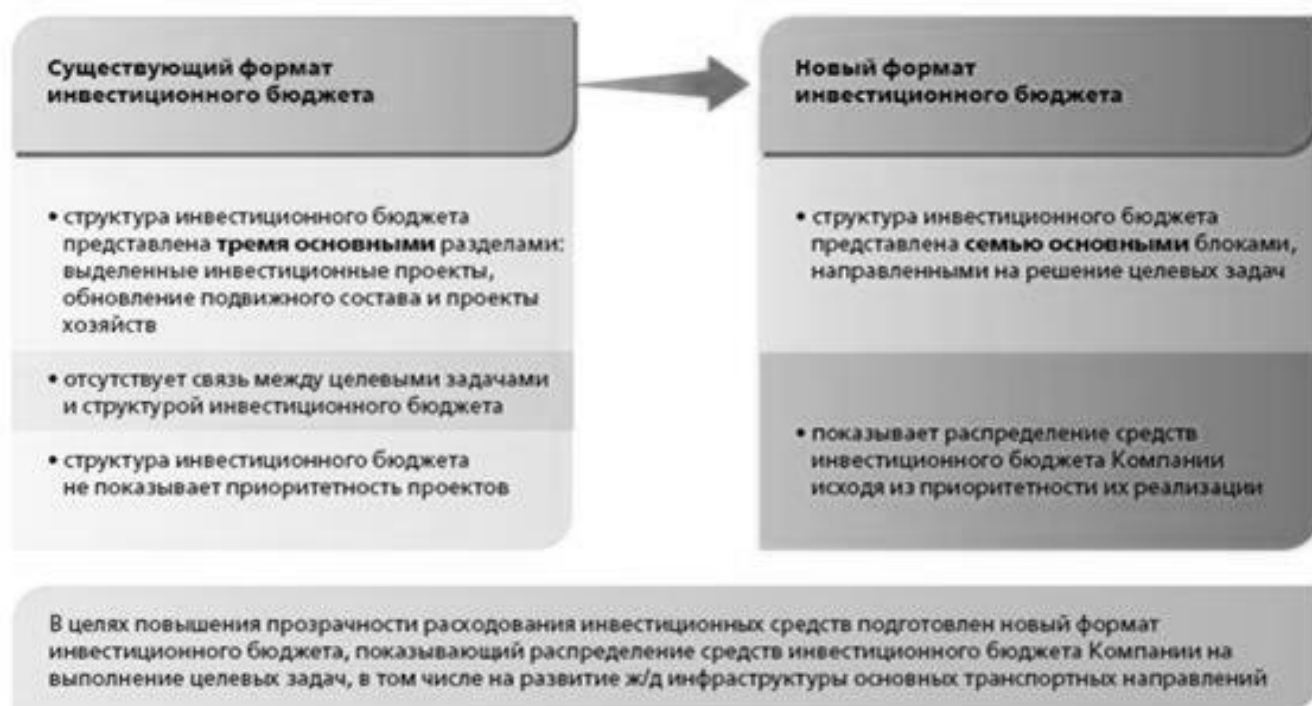 Существующий формат
инвестиционного бюджета
• структура инвестиционного бюджета
представлена тремя основными разделами:
выделенные инвестиционные проекты,
обновление подвижного состава и проекты
хозяйств
• отсутствует связь между целевыми задачами
и структурой инвестиционного бюджета
• структура инвестиционного бюджета
не показывает приоритетность проектов
Новый формат
инвестиционного бюджета
• структура инвестиционного бюджета
представлена семью основными блоками,
направленными на решение целевых задач
• показывает распределение средств
инвестиционного бюджета Компании
исходя из приоритетности их реализации
В целях повышения прозрачности расходования инвестиционных средств подготовлен новый формат
инвестиционного бюджета, показывающий распределение средств инвестиционного бюджета Компании на
выполнение целевых задач, в том числе на развитие ж/д инфраструктуры основных транспортных направлений